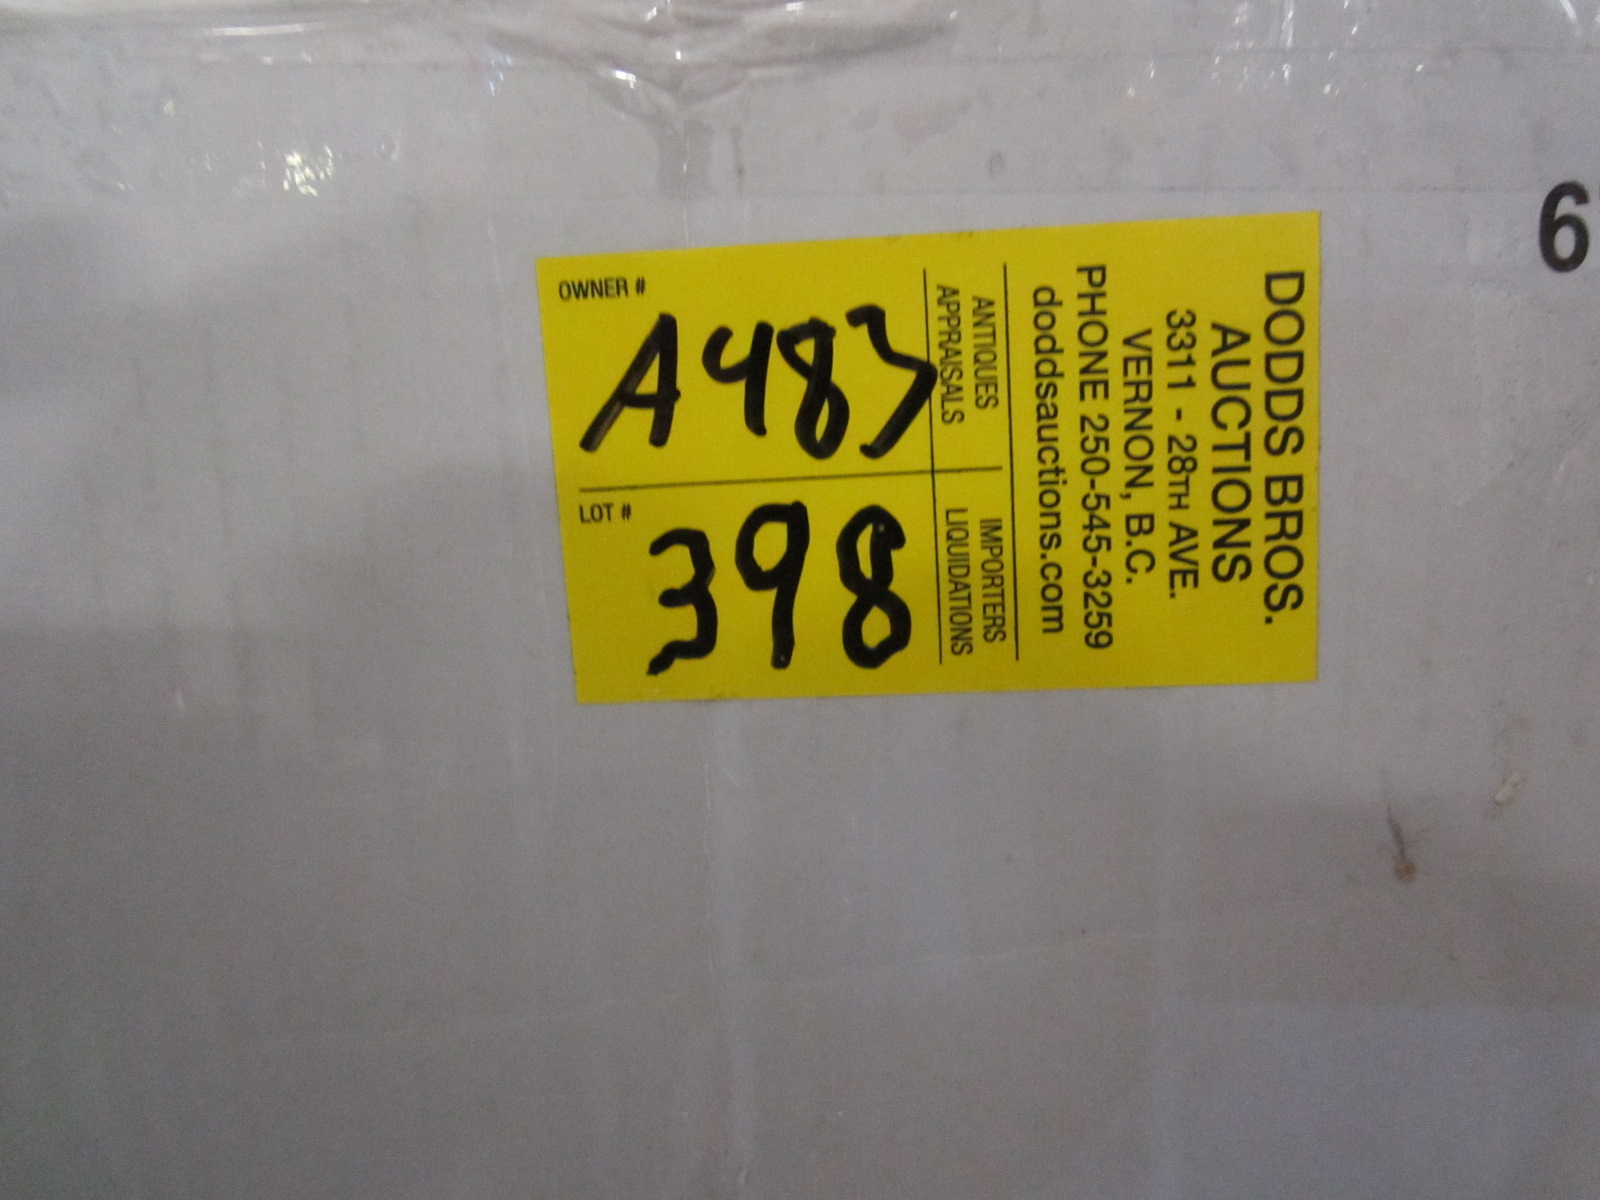 DODDS BROS.
AUCTIONS
3311 - 28TH AVE.
VERNON, B.C.
PHONE 250-545-3259
doddsauctions.com
ANTIQUES IMPORTERS
APPRAISALS LIQUIDATIONS
OWNER #
A483
LOT #
398
6